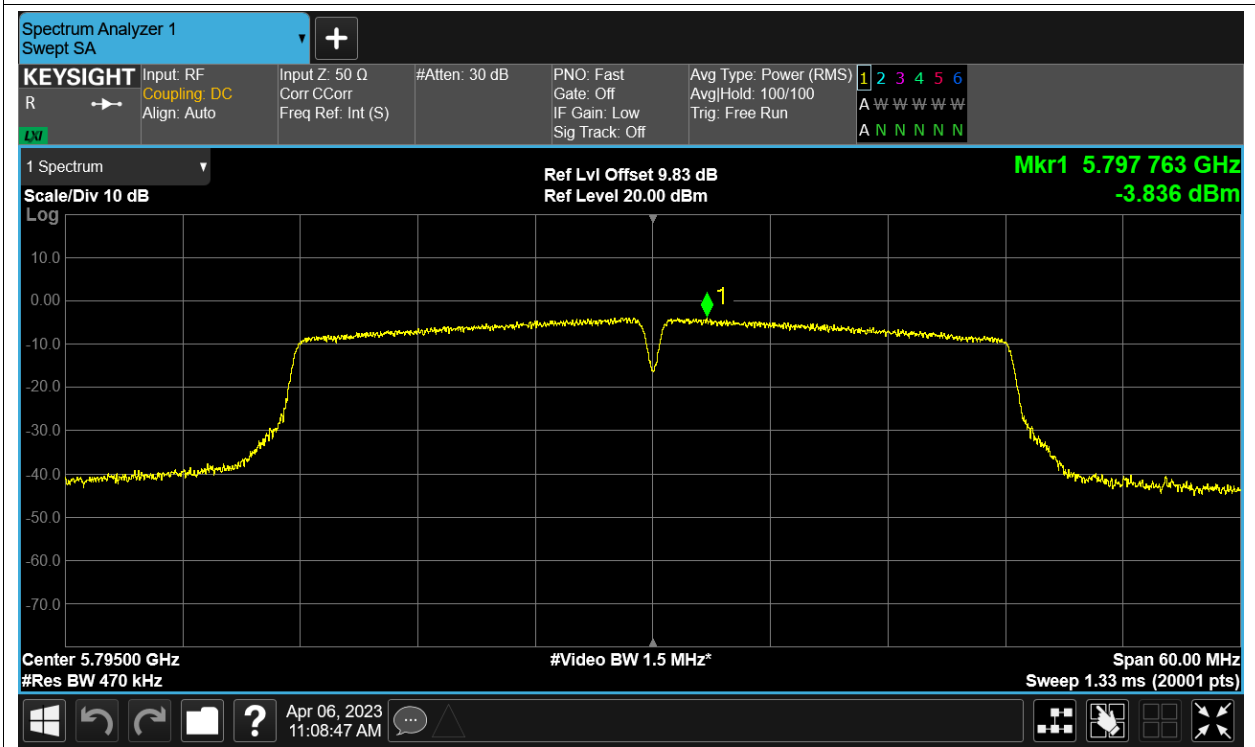 Spectrum Analyzer 1
Swept SA
KEYSIGHT
R
LXI
Input: RF
Coupling: DC
Align: Auto
Input Z: 50 Ω
Corr CCorr
Freq Ref: Int (S)
#Atten: 30 dB
PNO: Fast
Gate: Off
IF Gain: Low
Sig Track: Off
Avg Type: Power (RMS)
Avg|Hold: 100/100
Trig: Free Run
1 2 3 4 5 6
A W W W W W
A N N N N N
1 Spectrum
Scale/Div 10 dB
Log
Ref Lvl Offset 9.83 dB
Ref Level 20.00 dBm
Mkr1 5.797 763 GHz
-3.836 dBm
10.0
0.00
-10.0
-20.0
-30.0
-40.0
-50.0
-60.0
-70.0
1
Center 5.79500 GHz
#Res BW 470 kHz
#Video BW 1.5 MHz*
Span 60.00 MHz
Sweep 1.33 ms (20001 pts)
?
Apr 06, 2023
11:08:47 AM